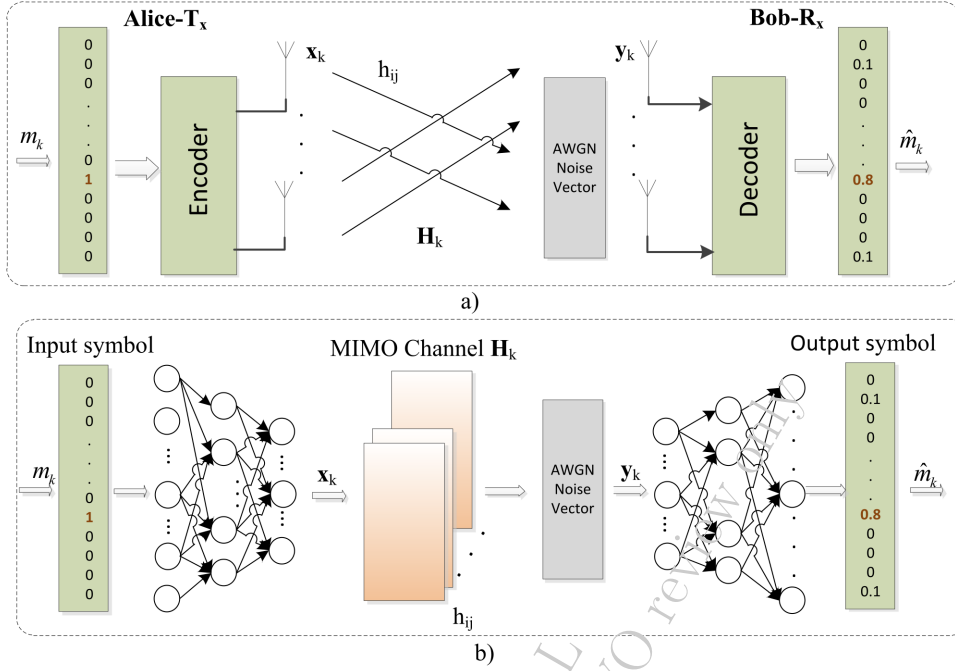 Alice-Tx
Bob-Rx
mk
0
0
0
.
.
.
0
1
0
0
0
0
Encoder
xk
hij
Hk
AWGN
Noise
Vector
yk
Decoder
0
0.1
0
0
.
.
.
0.8
0
0
0
0.1
m̂k
a)
Input symbol
MIMO Channel Hk
Output symbol
mk
0
0
0
.
.
.
0
1
0
0
0
0
xk
hij
AWGN
Noise
Vector
yk
0
0.1
0
0
.
.
.
0.8
0
0
0
0.1
m̂k
b)
review only